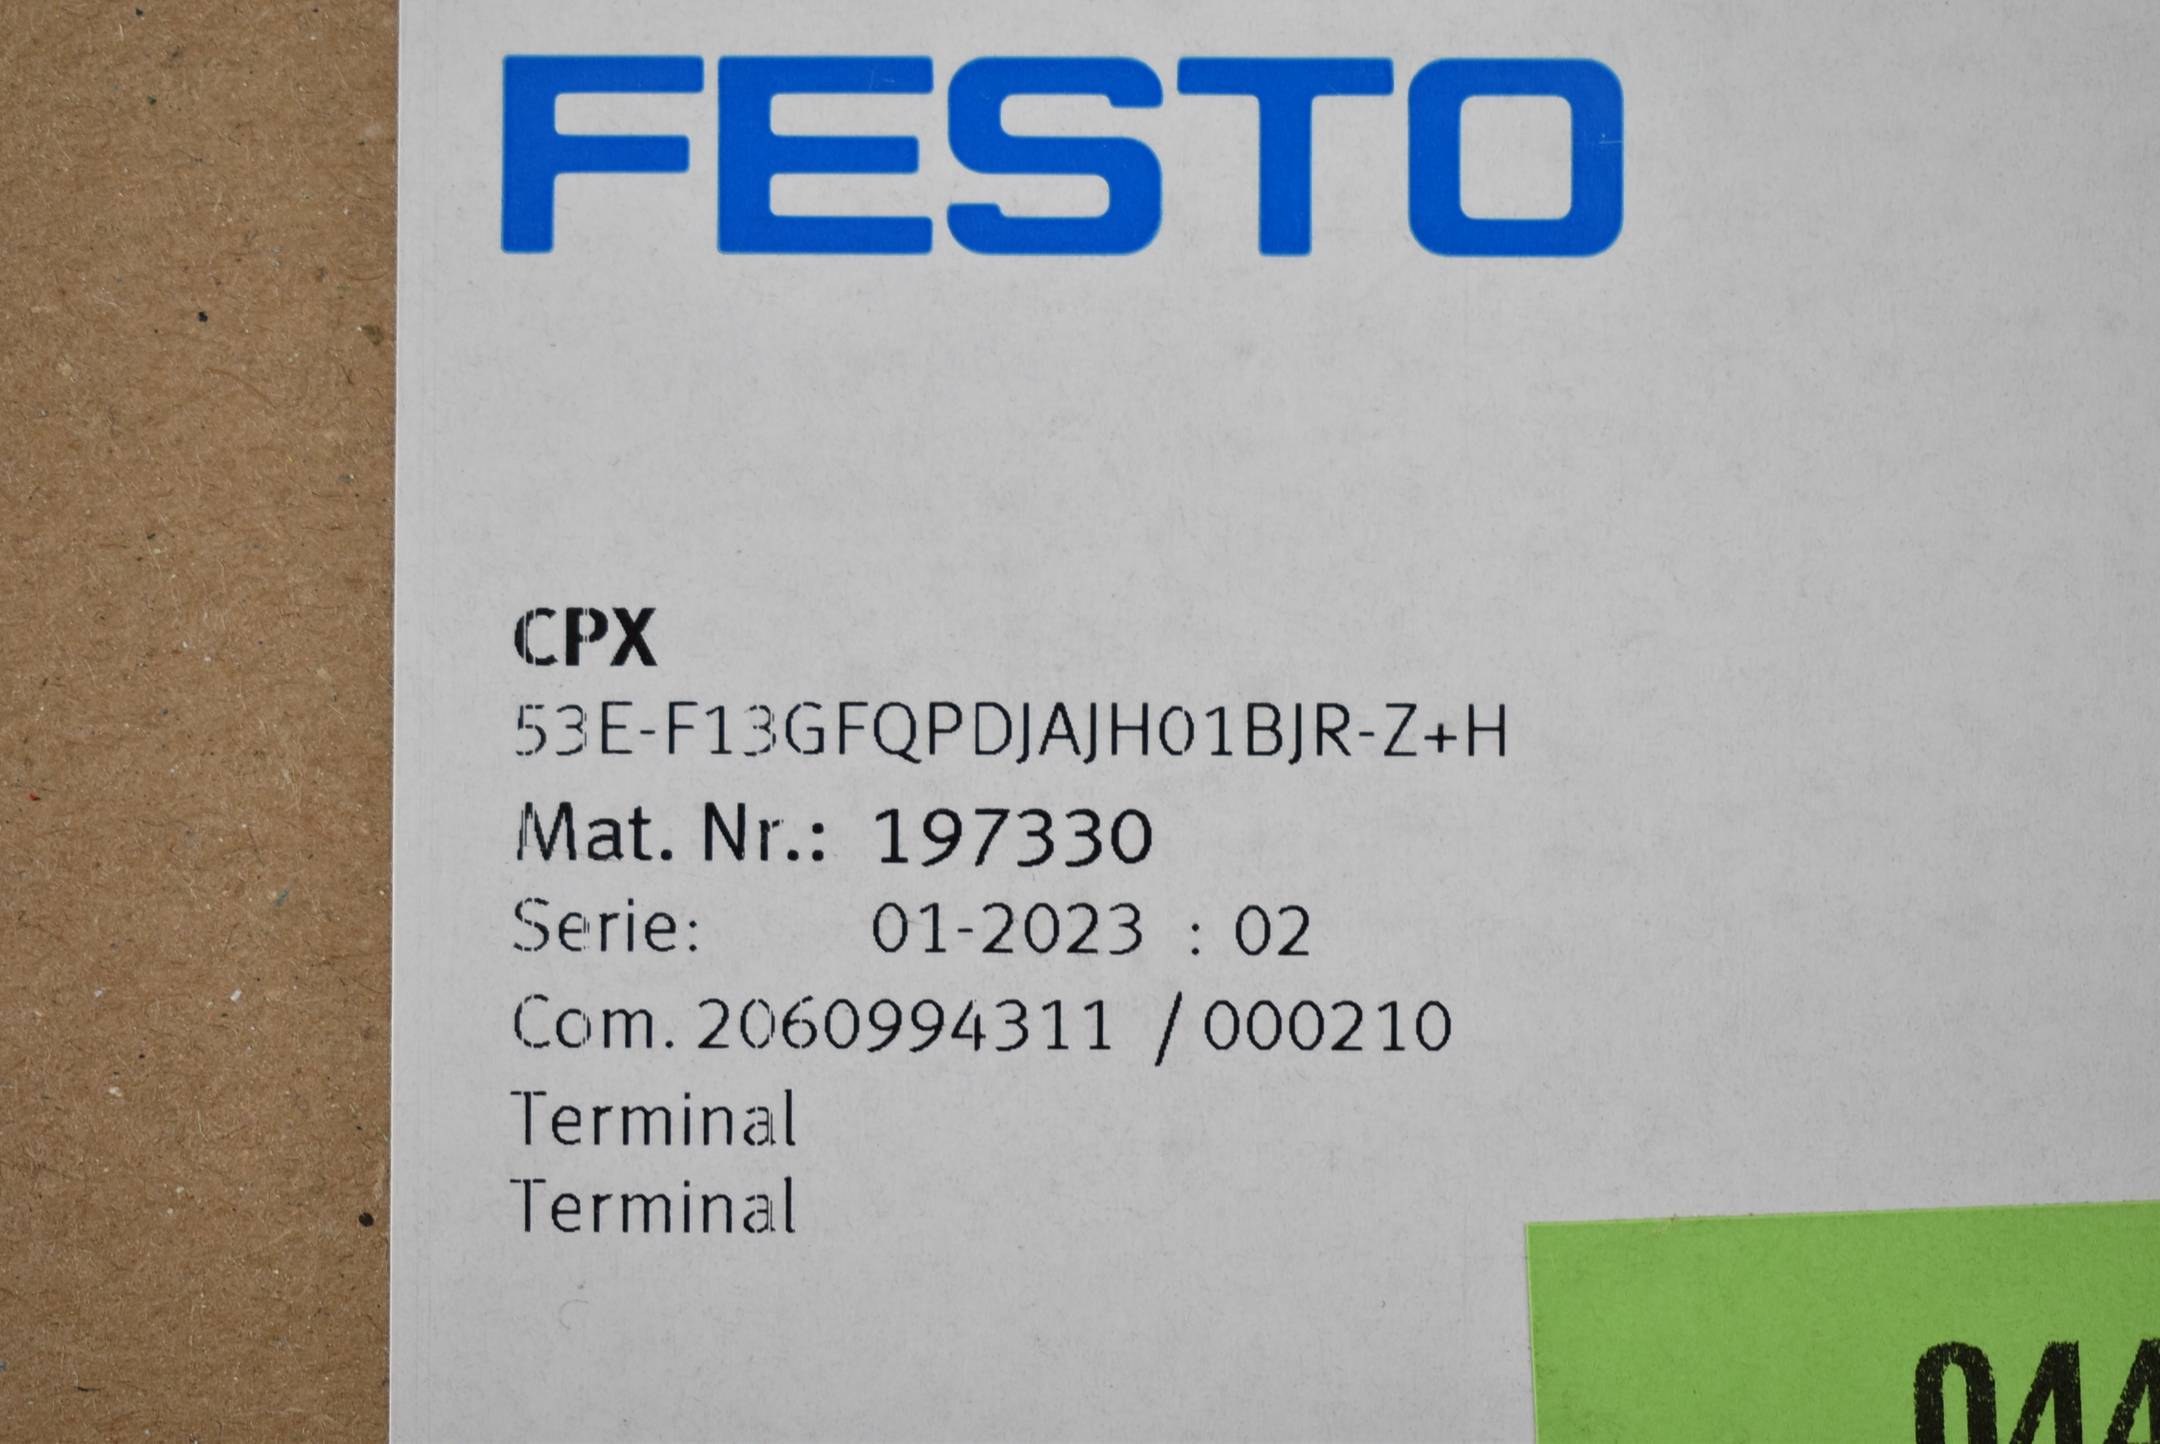 FESTO
CPX
53E-F13GFQPDJAJH01BJR-Z+H
Mat. Nr.: 197330
Serie: 01-2023 : 02
Com. 2060994311 / 000210
Terminal
Terminal